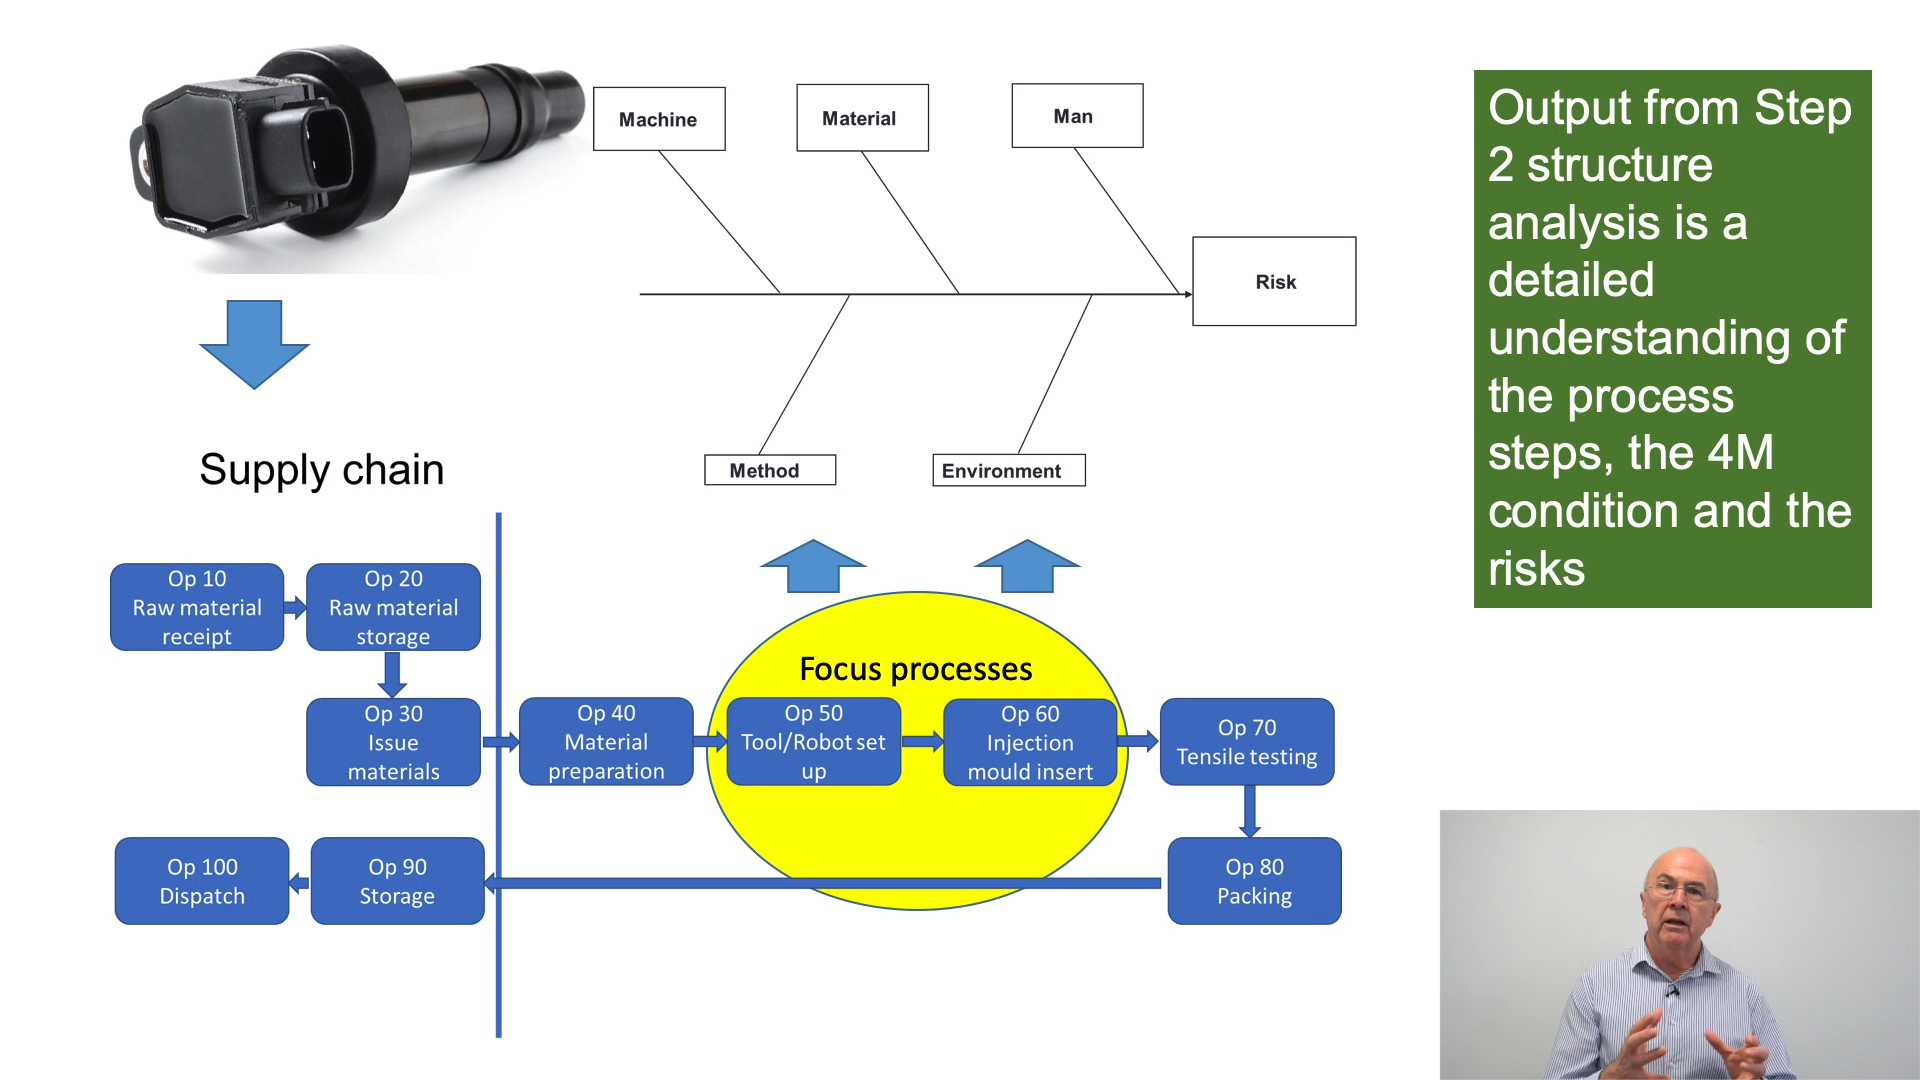 Machine
Material
Man
Risk
Method
Environment
Output from Step
2 structure
analysis is a
detailed
understanding of
the process
steps, the 4M
condition and the
risks
Supply chain
Op 10
Raw material
receipt
Op 20
Raw material
storage
Op 30
Issue
materials
Op 40
Material
preparation
Focus processes
Op 50
Tool/Robot set
up
Op 60
Injection
mould insert
Op 70
Tensile testing
Op 80
Packing
Op 90
Storage
Op 100
Dispatch